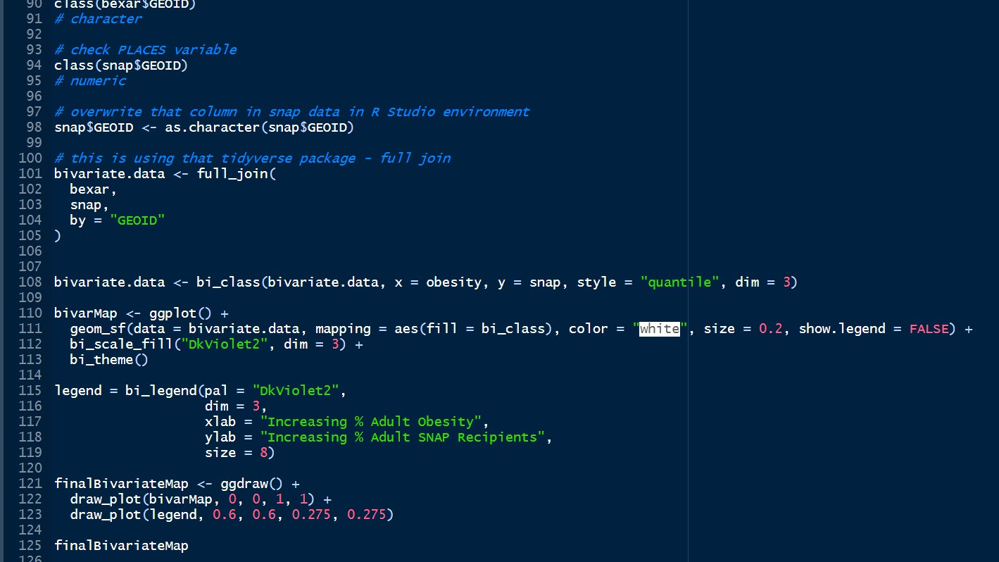 90 class(bexar$GEOID)
91 # character
92
93 # check PLACES variable
94 class(snap$GEOID)
95 # numeric
96
97 # overwrite that column in snap data in R Studio environment
98 snap$GEOID <- as.character(snap$GEOID)
99
100 # this is using that tidyverse package - full join
101 bivariate.data <- full_join(
102   bexar,
103   snap,
104   by = "GEOID"
105 )
106
107
108 bivariate.data <- bi_class(bivariate.data, x = obesity, y = snap, style = "quantile", dim = 3)
109
110 bivarMap <- ggplot() +
111   geom_sf(data = bivariate.data, mapping = aes(fill = bi_class), color = "white", size = 0.2, show.legend = FALSE) +
112   bi_scale_fill("DkViolet2", dim = 3) +
113   bi_theme()
114
115 legend = bi_legend(pal = "DkViolet2",
116                    dim = 3,
117                    xlab = "Increasing % Adult Obesity",
118                    ylab = "Increasing % Adult SNAP Recipients",
119                    size = 8)
120
121 finalBivariateMap <- ggdraw() +
122   draw_plot(bivarMap, 0, 0, 1, 1) +
123   draw_plot(legend, 0.6, 0.6, 0.275, 0.275)
124
125 finalBivariateMap
126